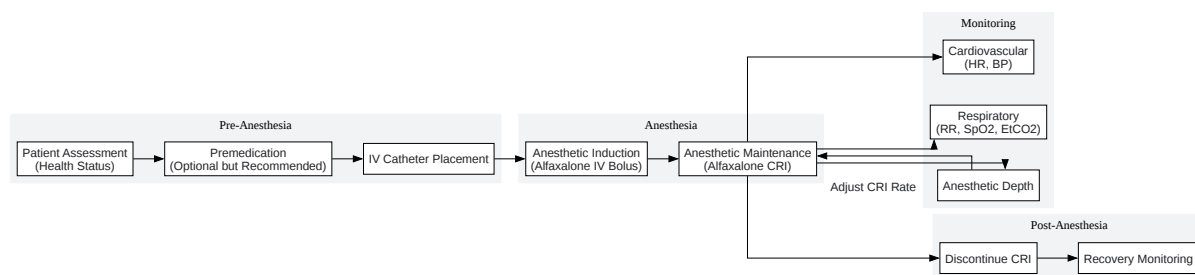 Pre-Anesthesia
Patient Assessment
(Health Status)
Premedication
(Optional but Recommended)
IV Catheter Placement
Anesthesia
Anesthetic Induction
(Alfaxalone IV Bolus)
Anesthetic Maintenance
(Alfaxalone CRI)
Monitoring
Cardiovascular
(HR, BP)
Respiratory
(RR, SpO2, EtCO2)
Anesthetic Depth
Adjust CRI Rate
Post-Anesthesia
Discontinue CRI
Recovery Monitoring